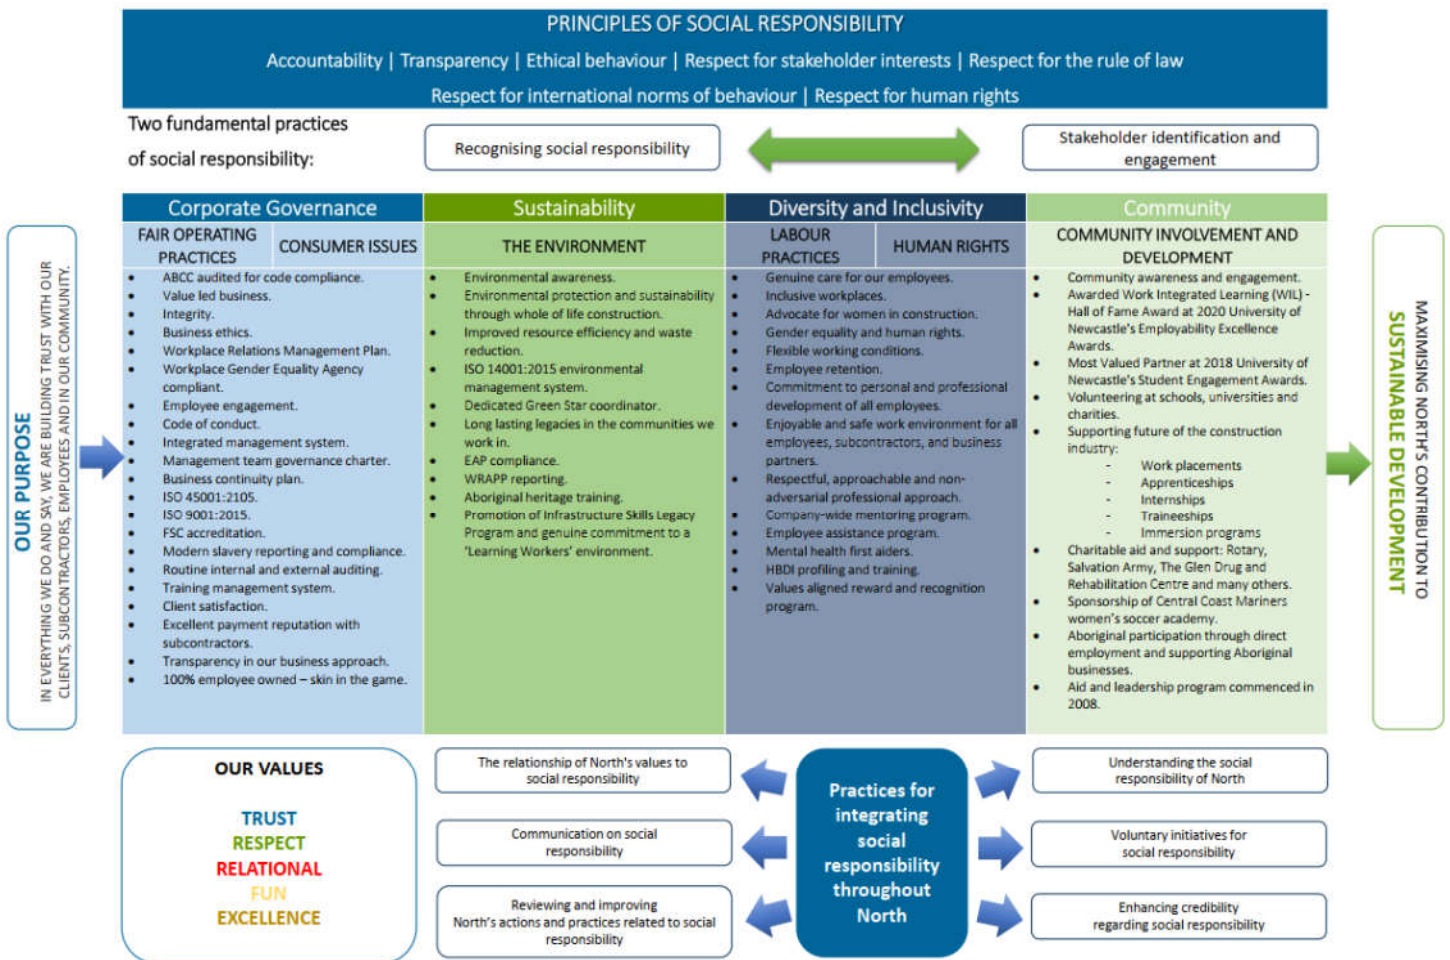 PRINCIPLES OF SOCIAL RESPONSIBILITY
Accountability | Transparency | Ethical behaviour | Respect for stakeholder interests | Respect for the rule of law
Respect for international norms of behaviour | Respect for human rights
Two fundamental practices
of social responsibility:
Recognising social responsibility
Stakeholder identification and
engagement
OUR PURPOSE
IN EVERYTHING WE DO AND SAY, WE ARE BUILDING TRUST WITH OUR
CLIENTS, SUBCONTRACTORS, EMPLOYEES AND IN OUR COMMUNITY.
Corporate Governance
FAIR OPERATING
PRACTICES
CONSUMER ISSUES
• ABCC audited for code compliance.
• Value led business.
• Integrity.
• Business ethics.
• Workplace Relations Management Plan.
• Workplace Gender Equality Agency
compliant.
• Employee engagement.
• Code of conduct.
• Integrated management system.
• Management team governance charter.
• Business continuity plan.
• ISO 45001:2105.
• ISO 9001:2015.
• FSC accreditation.
• Modern slavery reporting and compliance.
• Routine internal and external auditing.
• Training management system.
• Client satisfaction.
• Excellent payment reputation with
subcontractors.
• Transparency in our business approach.
• 100% employee owned – skin in the game.
Sustainability
THE ENVIRONMENT
• Environmental awareness.
• Environmental protection and sustainability
through whole of life construction.
• Improved resource efficiency and waste
reduction.
• ISO 14001:2015 environmental
management system.
• Dedicated Green Star coordinator.
• Long lasting legacies in the communities we
work in.
• EAP compliance.
• WRAPP reporting.
• Aboriginal heritage training.
• Promotion of Infrastructure Skills Legacy
Program and genuine commitment to a
'Learning Workers' environment.
Diversity and Inclusivity
LABOUR
PRACTICES
HUMAN RIGHTS
• Genuine care for our employees.
• Inclusive workplaces.
• Advocate for women in construction.
• Gender equality and human rights.
• Flexible working conditions.
• Employee retention.
• Commitment to personal and professional
development of all employees.
• Enjoyable and safe work environment for all
employees, subcontractors, and business
partners.
• Respectful, approachable and non-
adversarial professional approach.
• Company-wide mentoring program.
• Employee assistance program.
• Mental health first aiders.
• HBDI profiling and training.
• Values aligned reward and recognition
program.
Community
COMMUNITY INVOLVEMENT AND
DEVELOPMENT
• Community awareness and engagement.
• Awarded Work Integrated Learning (WIL) -
Hall of Fame Award at 2020 University of
Newcastle's Employability Excellence
Awards.
• Most Valued Partner at 2018 University of
Newcastle's Student Engagement Awards.
• Volunteering at schools, universities and
charities.
• Supporting future of the construction
industry:
- Work placements
- Apprenticeships
- Internships
- Traineeships
- Immersion programs
• Charitable aid and support: Rotary,
Salvation Army, The Glen Drug and
Rehabilitation Centre and many others.
• Sponsorship of Central Coast Mariners
women's soccer academy.
• Aboriginal participation through direct
employment and supporting Aboriginal
businesses.
• Aid and leadership program commenced in
2008.
MAXIMISING NORTH'S CONTRIBUTION TO
SUSTAINABLE DEVELOPMENT
OUR VALUES
TRUST
RESPECT
RELATIONAL
FUN
EXCELLENCE
The relationship of North's values to
social responsibility
Communication on social
responsibility
Reviewing and improving
North's actions and practices related to social
responsibility
Practices for
integrating
social
responsibility
throughout
North
Understanding the social
responsibility of North
Voluntary initiatives for
social responsibility
Enhancing credibility
regarding social responsibility